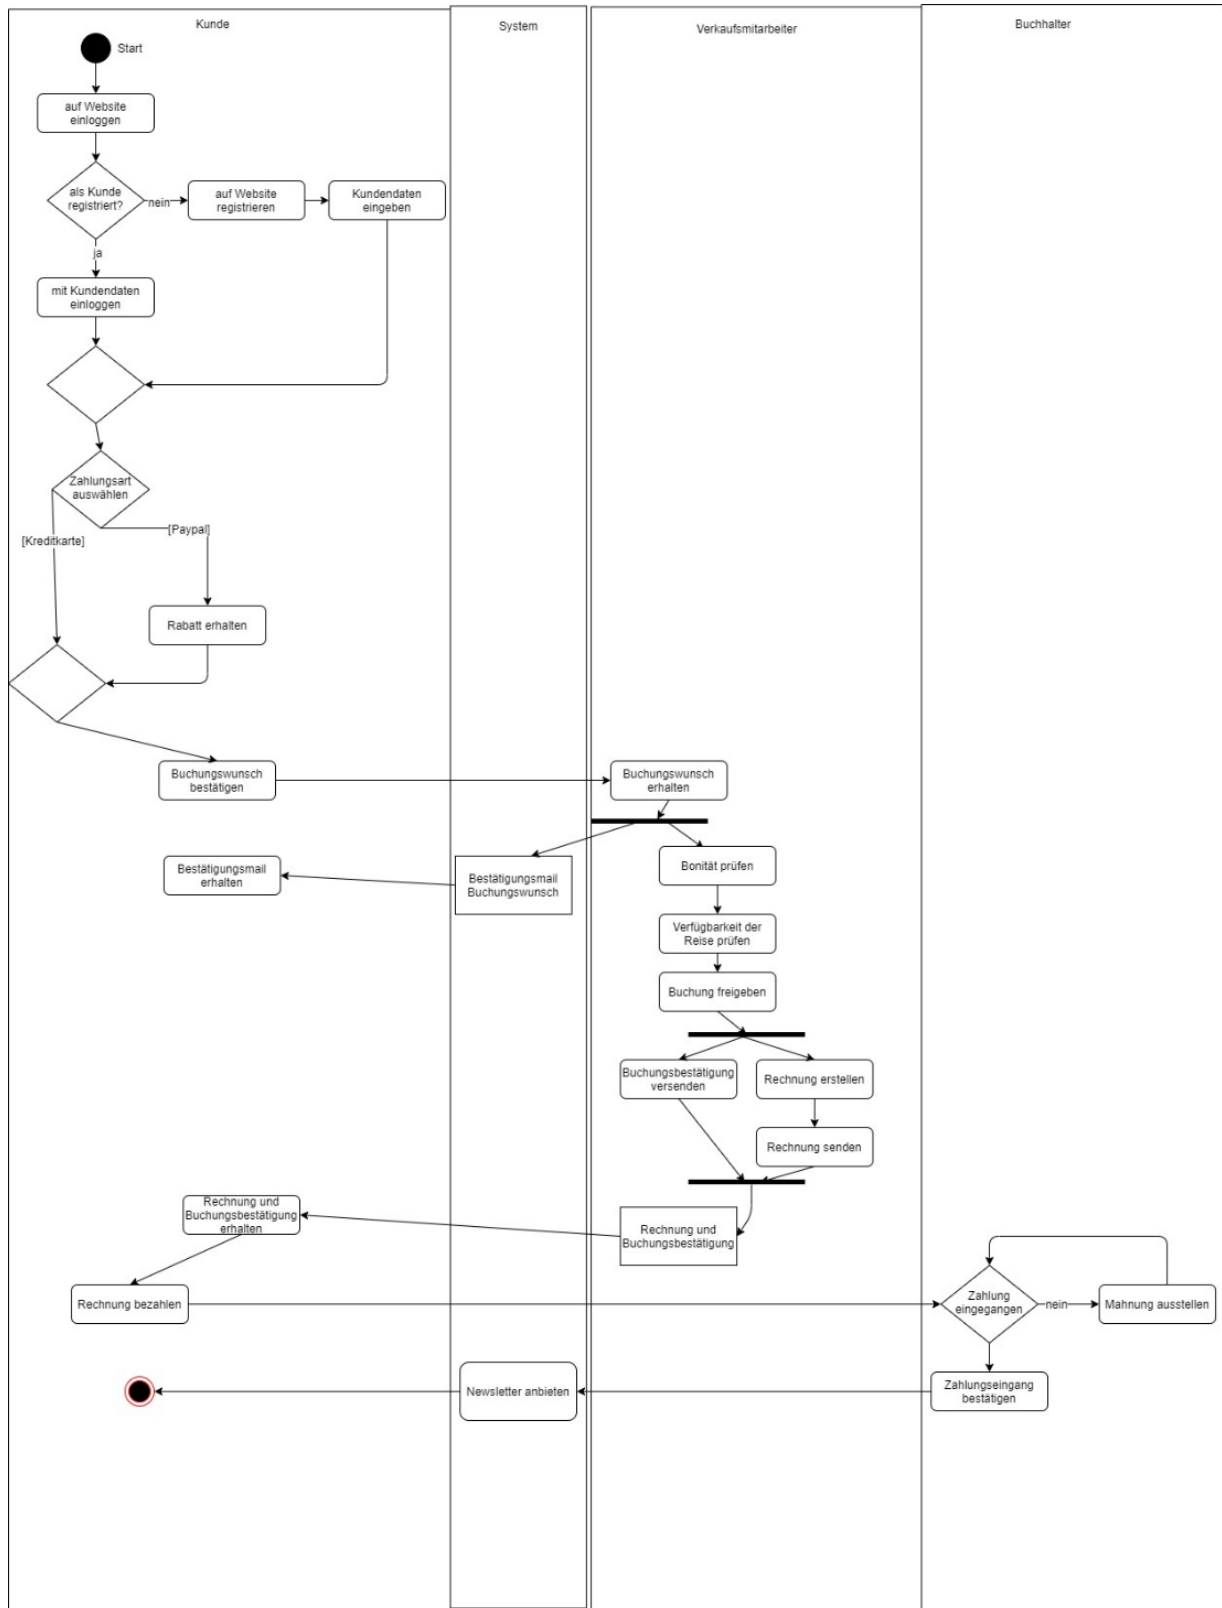 Kunde
System
Verkaufsmitarbeiter
Buchhalter
Start
auf Website
einloggen
als Kunde
registriert?
nein
auf Website
registrieren
Kundendaten
eingeben
ja
mit Kundendaten
einloggen
Zahlungsart
auswählen
[Kreditkarte]
[Paypal]
Rabatt erhalten
Buchungswunsch
bestätigen
Buchungswunsch
erhalten
Bestätigungsmail
erhalten
Bestätigungsmail
Buchungswunsch
Bonität prüfen
Verfügbarkeit der
Reise prüfen
Buchung freigeben
Buchungsbestätigung
versenden
Rechnung erstellen
Rechnung senden
Rechnung und
Buchungsbestätigung
erhalten
Rechnung und
Buchungsbestätigung
Rechnung bezahlen
Zahlung
eingegangen
nein
Mahnung ausstellen
Newsletter anbieten
Zahlungseingang
bestätigen